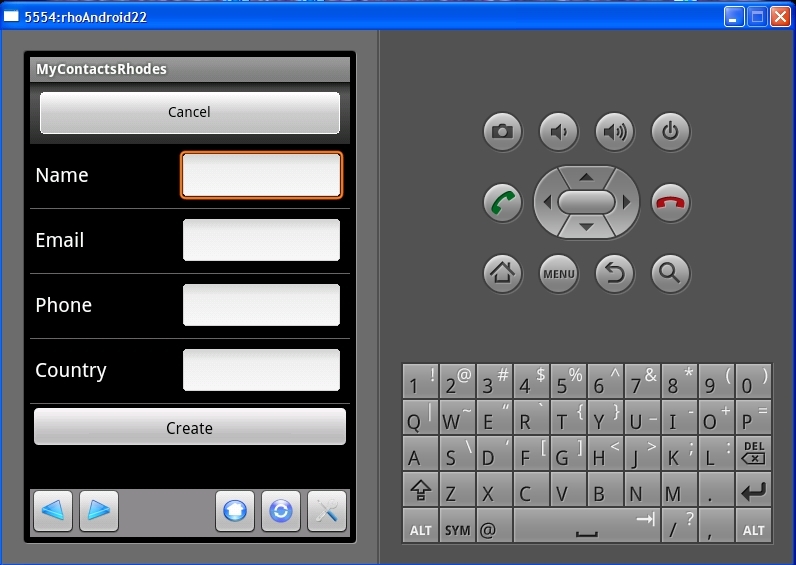 5554:rhoAndroid22
MyContactsRhodes
Cancel
Name
Email
Phone
Country
Create
MENU
1 ! 2 @ 3 # 4 $ 5 % 6 ^ 7 & 8 * 9 ( 0 )
Q | W ~ E “ R ` T { Y } U _ I - O + P =
A S \ D ‘ F [ G ] H < J > K ; L : DEL
Z X C V B N M .
ALT SYM @ / ? , ALT